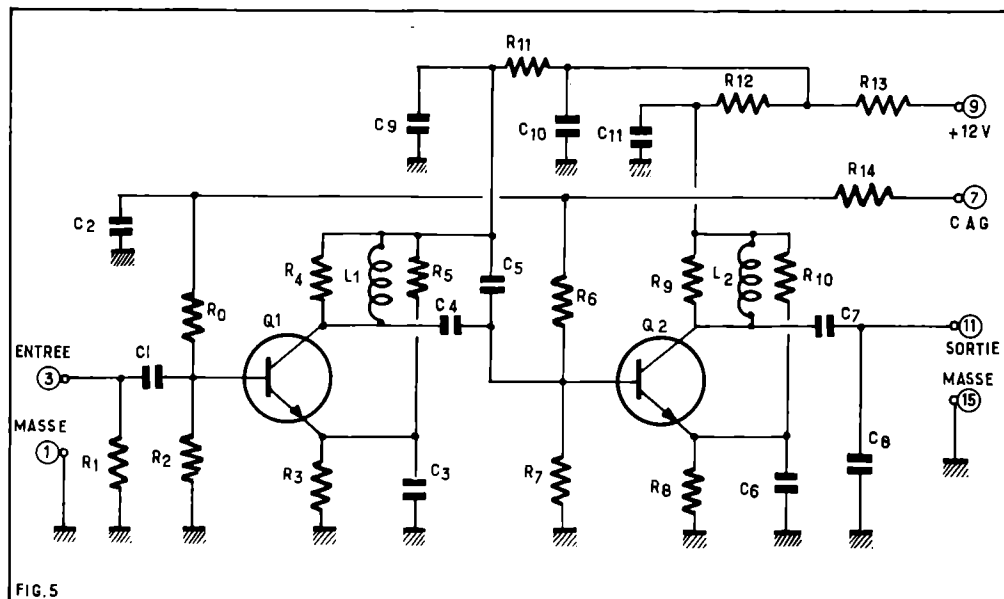 R11
R12
R13
9
+12V
C9
C10
C11
R14
7
CAG
C2
R4
L1
R5
C5
R6
R9
L2
R10
R0
Q1
C4
Q2
C7
11
SORTIE
ENTREE
3
C1
MASSE
15
MASSE
1
R1
R2
R3
C3
R7
R8
C6
C8
FIG.5